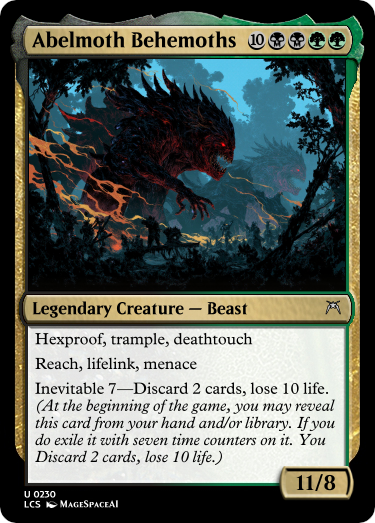 Abelmoth Behemoths 10
Legendary Creature — Beast
Hexproof, trample, deathtouch
Reach, lifelink, menace
Inevitable 7—Discard 2 cards, lose 10 life.
(At the beginning of the game, you may reveal
this card from your hand and/or library. If you
do exile it with seven time counters on it. You
Discard 2 cards, lose 10 life.)
11/8
U 0230
LCS MageSpaceAI